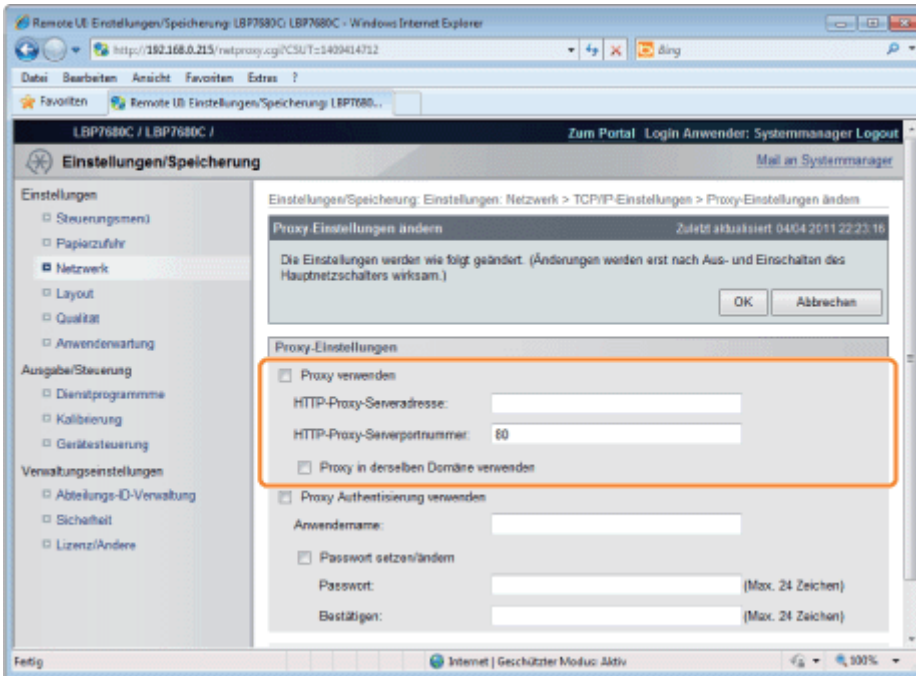 Remote UI: Einstellungen/Speicherung: LBP7680C: LBP7680C - Windows Internet Explorer
http://192.168.0.215/netproxy.cgi?CSUT=1409414712
Bing
Datei Bearbeiten Ansicht Favoriten Extras ?
Favoriten Remote UI: Einstellungen/Speicherung: LBP7680...
LBP7680C / LBP7680C / Zum Portal Login Anwender: Systemmanager Logout
Einstellungen/Speicherung Mail an Systemmanager
Einstellungen
Steuerungsmenü
Papierzufuhr
Netzwerk
Layout
Qualität
Anwenderwartung
Ausgabe/Steuerung
Dienstprogrammme
Kalibrierung
Gerätesteuerung
Verwaltungseinstellungen
Abteilungs-ID-Verwaltung
Sicherheit
Lizenz/Andere
Einstellungen/Speicherung: Einstellungen: Netzwerk > TCP/IP-Einstellungen > Proxy-Einstellungen ändern
Proxy-Einstellungen ändern Zuletzt aktualisiert 04/04 2011 22:23:16
Die Einstellungen werden wie folgt geändert. (Änderungen werden erst nach Aus- und Einschalten des
Hauptnetzschalters wirksam.)
OK Abbrechen
Proxy-Einstellungen
Proxy verwenden
HTTP-Proxy-Serveradresse:
HTTP-Proxy-Serverportnummer: 80
Proxy in derselben Domäne verwenden
Proxy Authentisierung verwenden
Anwendername:
Passwort setzen/ändern
Passwort: (Max. 24 Zeichen)
Bestätigen: (Max. 24 Zeichen)
Fertig Internet | Geschützter Modus: Aktiv 100%